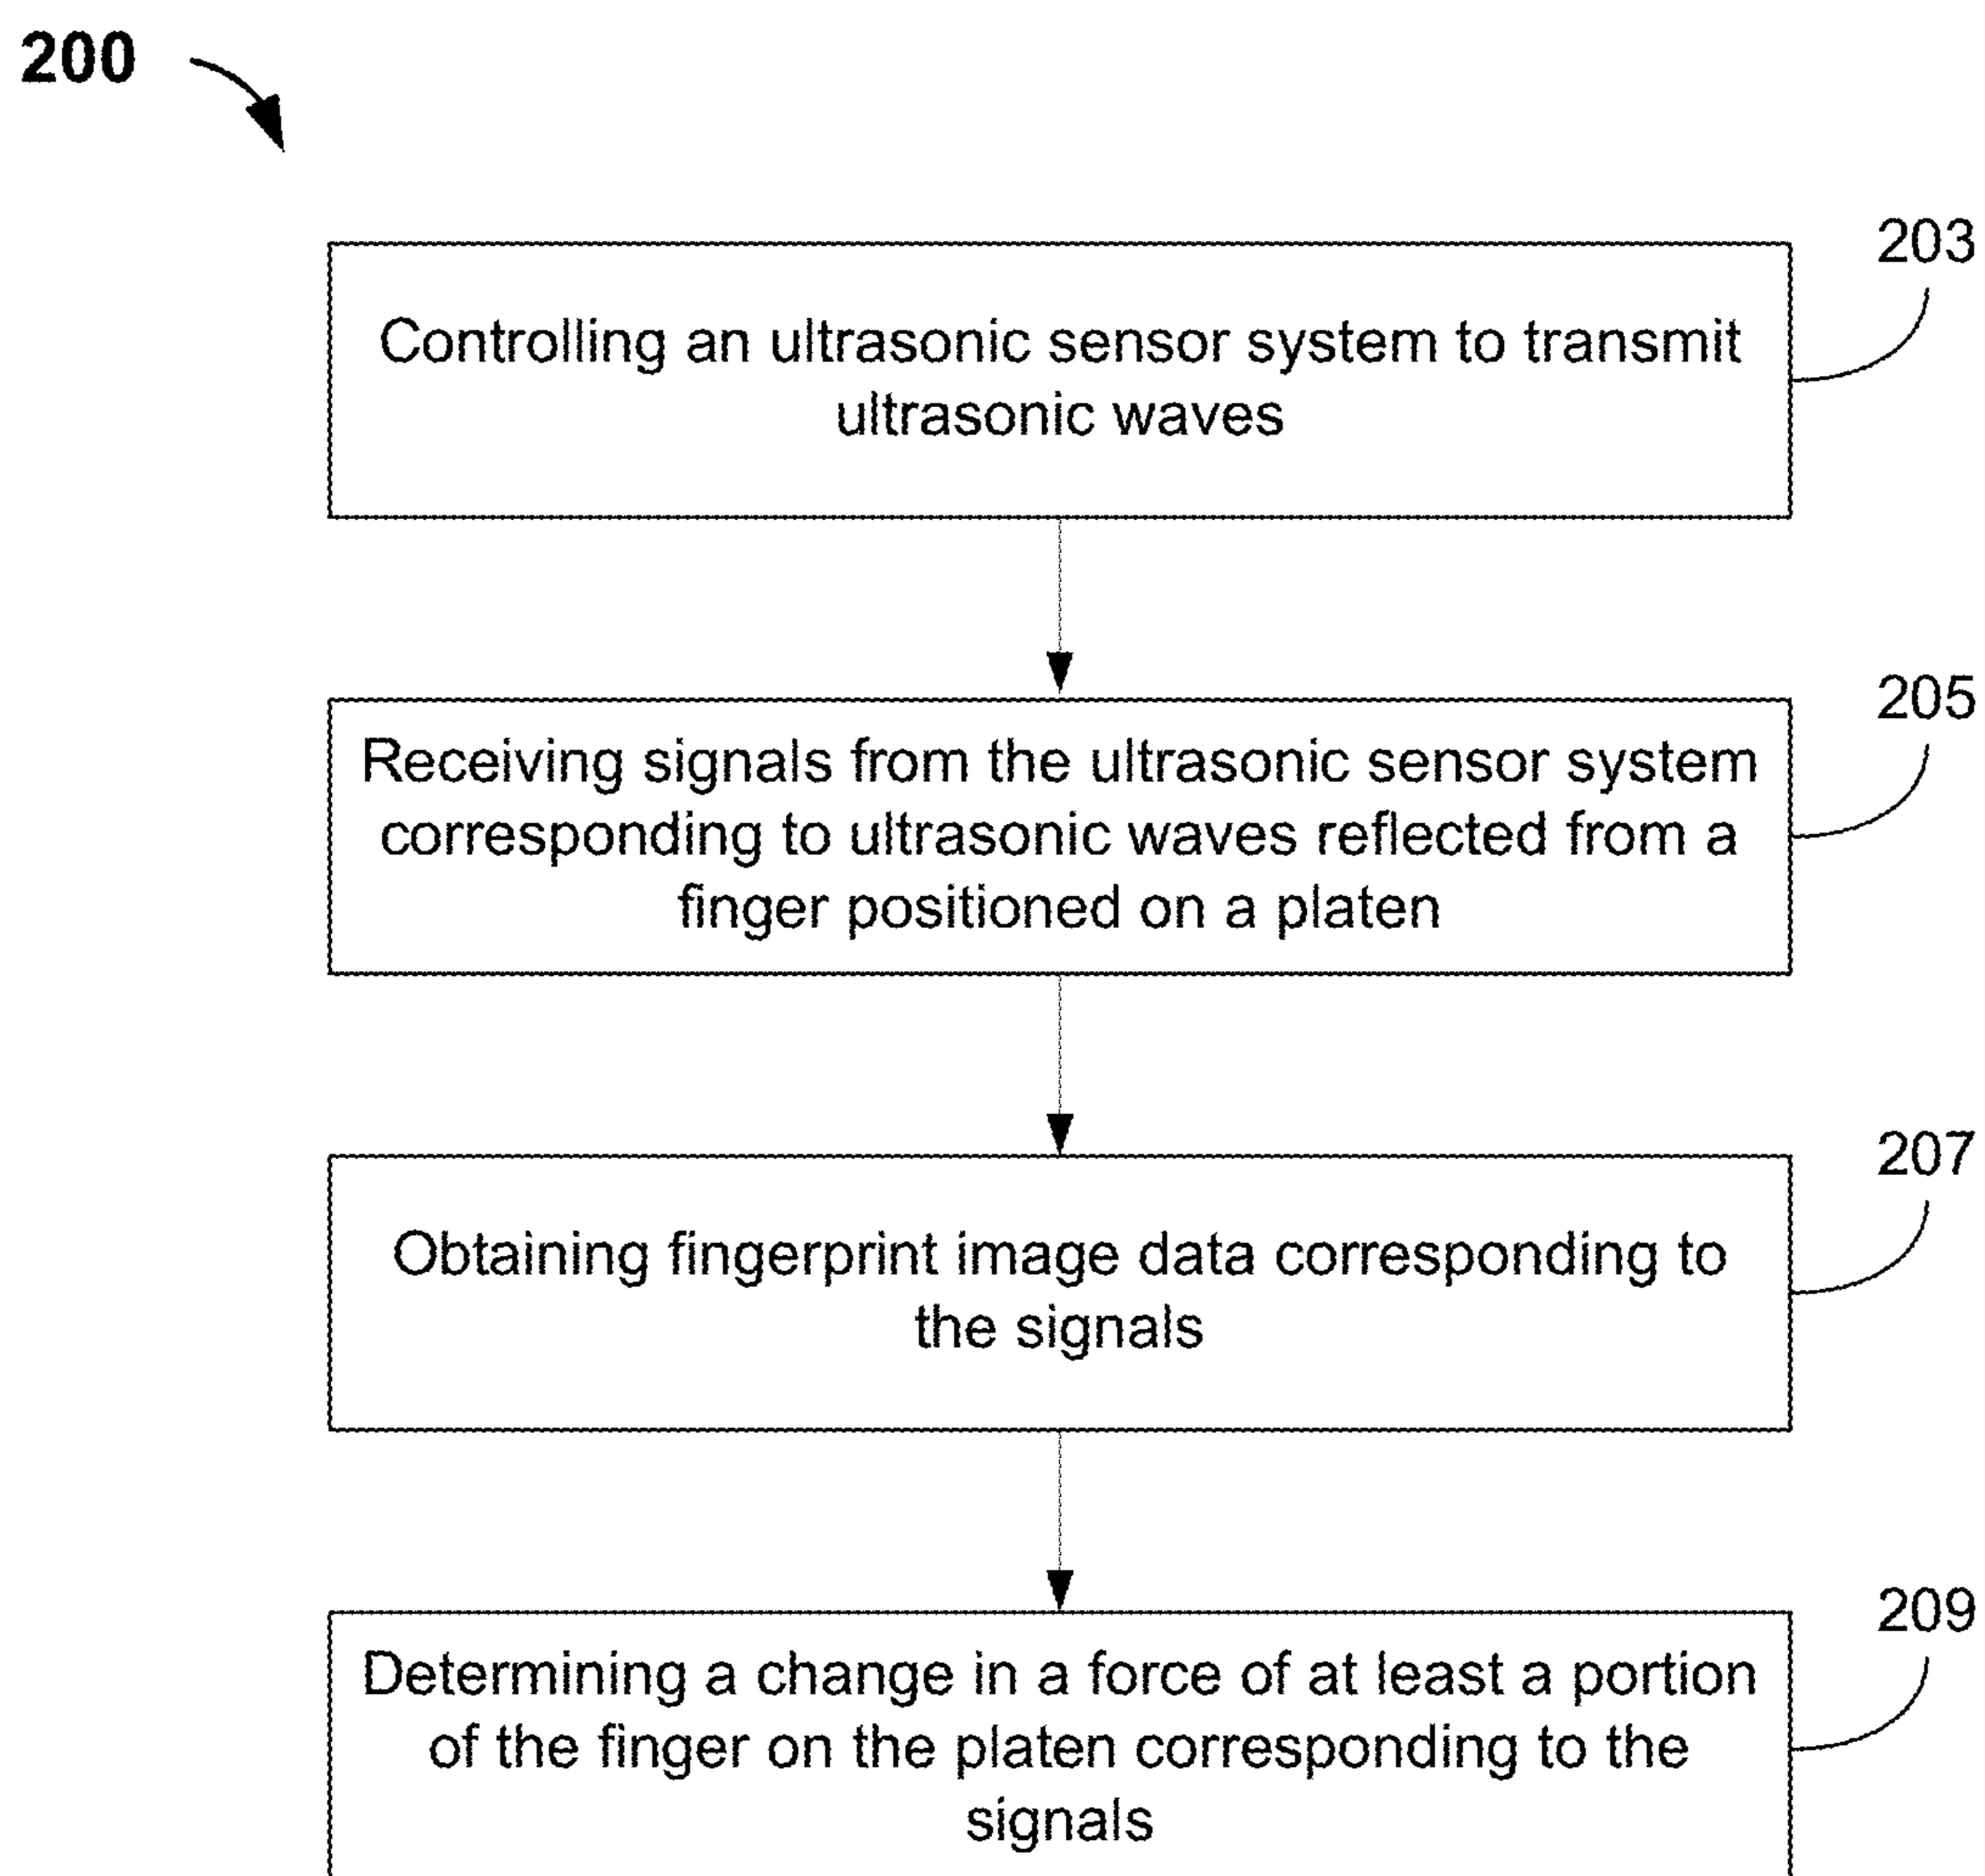 200
203
Controlling an ultrasonic sensor system to transmit
ultrasonic waves
205
Receiving signals from the ultrasonic sensor system
corresponding to ultrasonic waves reflected from a
finger positioned on a platen
207
Obtaining fingerprint image data corresponding to
the signals
209
Determining a change in a force of at least a portion
of the finger on the platen corresponding to the
signals